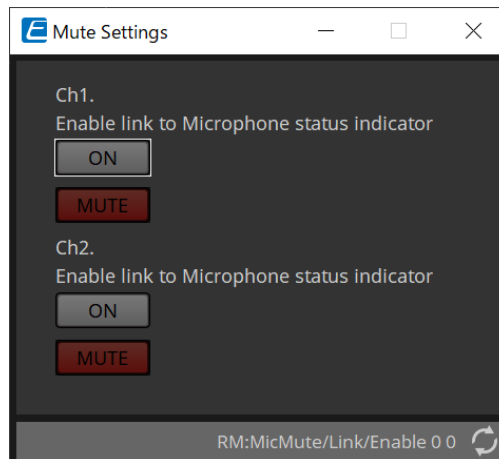 Mute Settings
Ch1.
Enable link to Microphone status indicator
ON
MUTE
Ch2.
Enable link to Microphone status indicator
ON
MUTE
RM:MicMute/Link/Enable 0 0